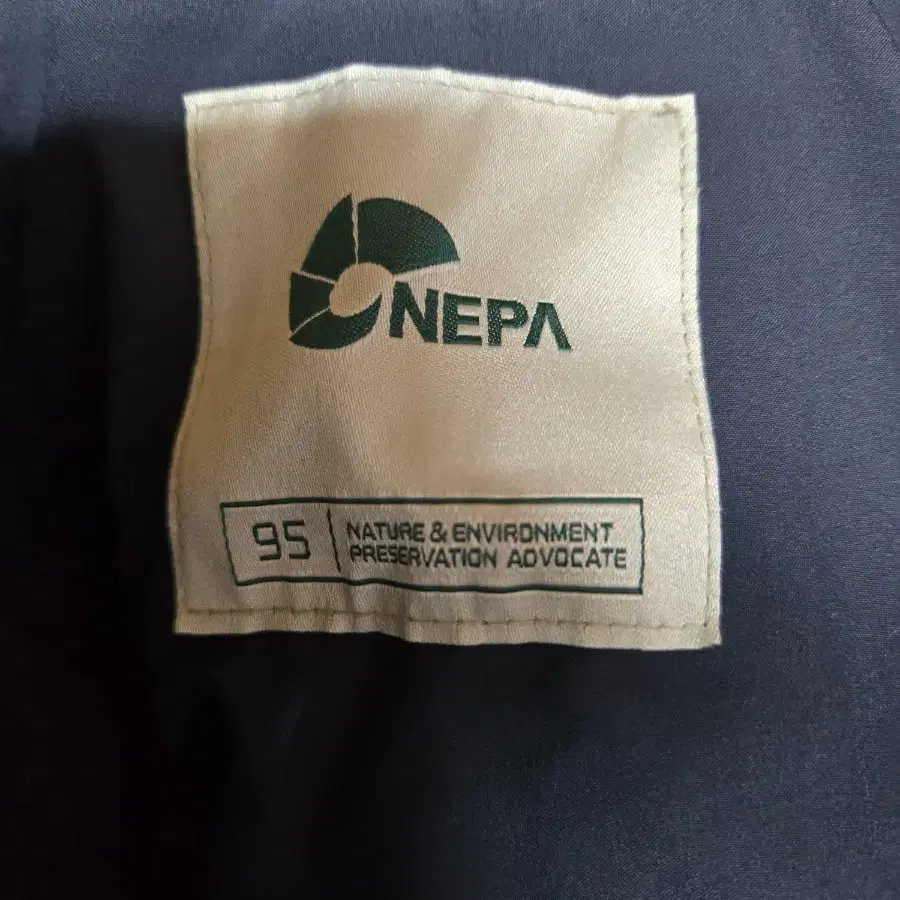 NEPA
95
NATURE & ENVIRONMENT
PRESERVATION ADVOCATE